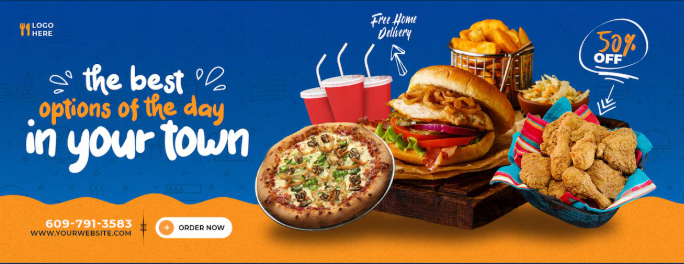 LOGO
HERE
Free Home
Delivery
50%
OFF
the best
options of the day
in your town
609-791-3583
WWW.YOURWEBSITE.COM
ORDER NOW